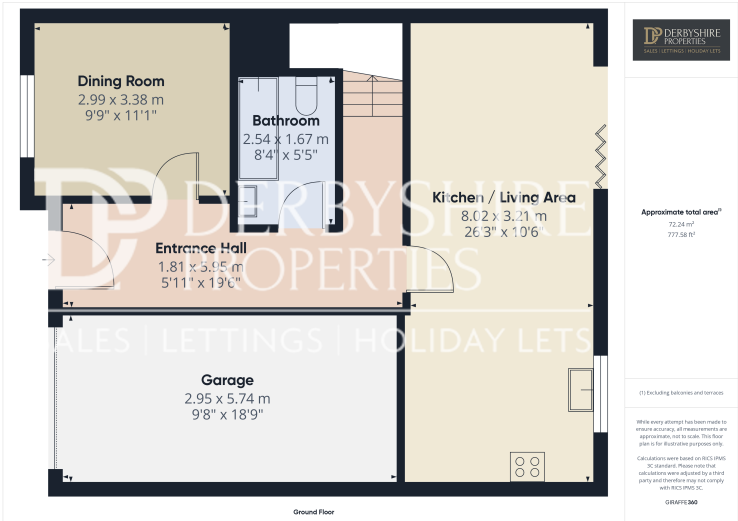 Dining Room
2.99 x 3.38 m
9'9" x 11'1"
Bathroom
2.54 x 1.67 m
8'4" x 5'5"
Kitchen / Living Area
8.02 x 3.21 m
26'3" x 10'6"
Entrance Hall
1.81 x 5.95 m
5'11" x 19'6"
Garage
2.95 x 5.74 m
9'8" x 18'9"
Ground Floor
DERBYSHIRE
PROPERTIES
SALES | LETTINGS | HOLIDAY LETS
DERBYSHIRE
PROPERTIES
SALES | LETTINGS | HOLIDAY LETS
Approximate total area⁽¹⁾
72.24 m²
777.58 ft²
(1) Excluding balconies and terraces
While every attempt has been made to
ensure accuracy, all measurements are
approximate, not to scale. This floor
plan is for illustrative purposes only.
Calculations were based on RICS IPMS
3C standard. Please note that
calculations were adjusted by a third
party and therefore may not comply
with RICS IPMS 3C.
GIRAFFE360